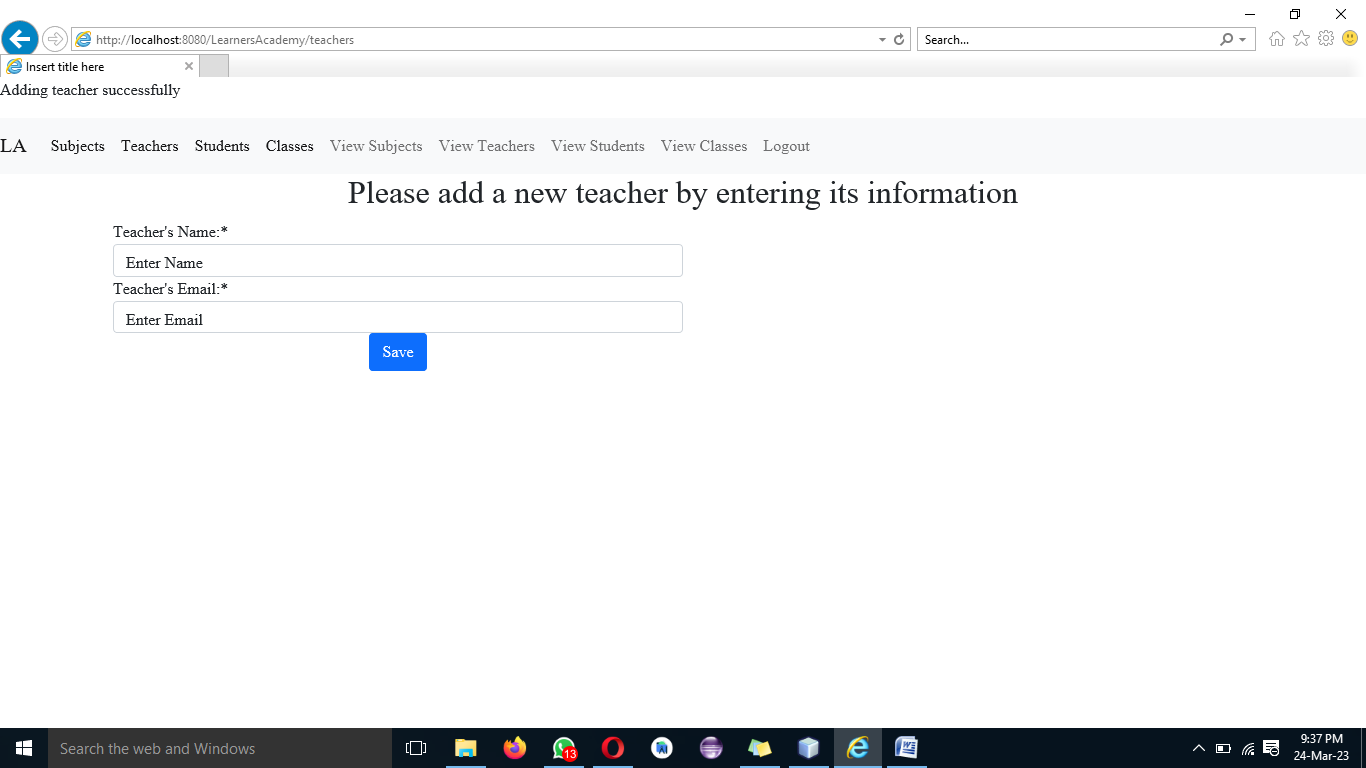 http://localhost:8080/LearnersAcademy/teachers
Search...
Insert title here
Adding teacher successfully
LA Subjects Teachers Students Classes View Subjects View Teachers View Students View Classes Logout
Please add a new teacher by entering its information
Teacher's Name:*
Enter Name
Teacher's Email:*
Enter Email
Save
Search the web and Windows
13
W
9:37 PM
24-Mar-23